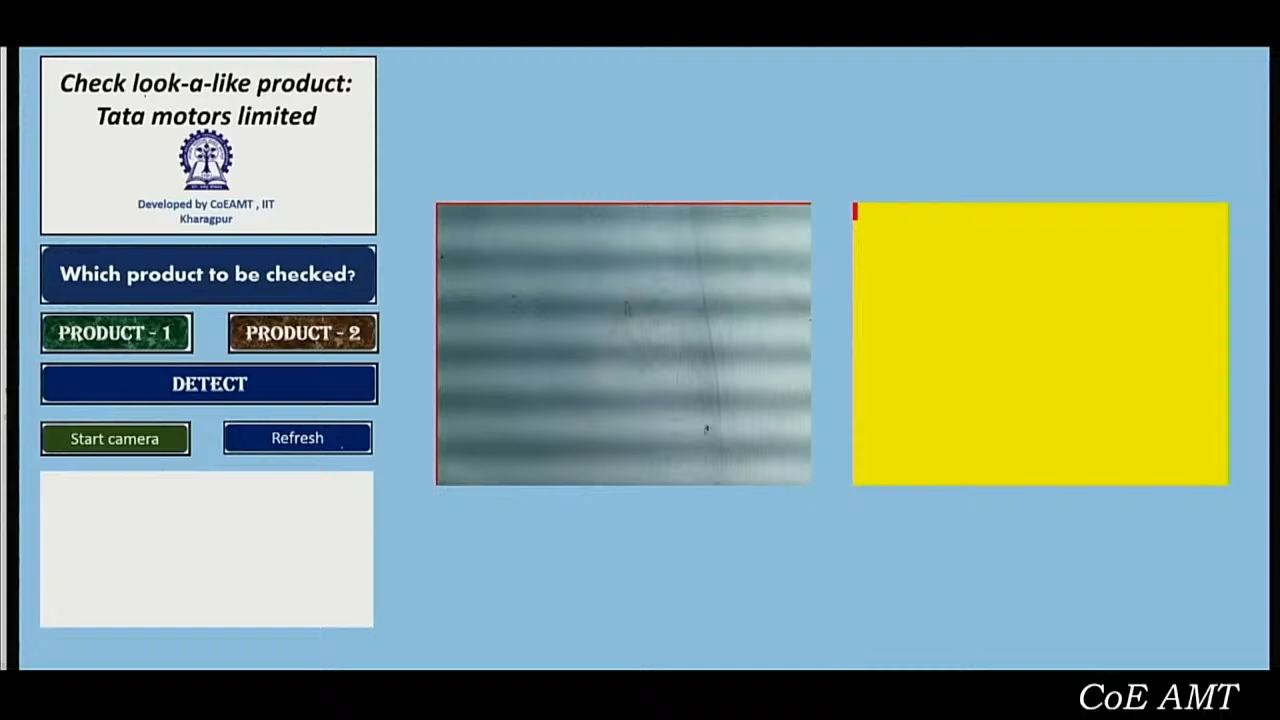 Check look-a-like product:
Tata motors limited
Developed by CoEAMT , IIT
Kharagpur
Which product to be checked?
PRODUCT - 1
PRODUCT - 2
DETECT
Start camera
Refresh
CoE AMT